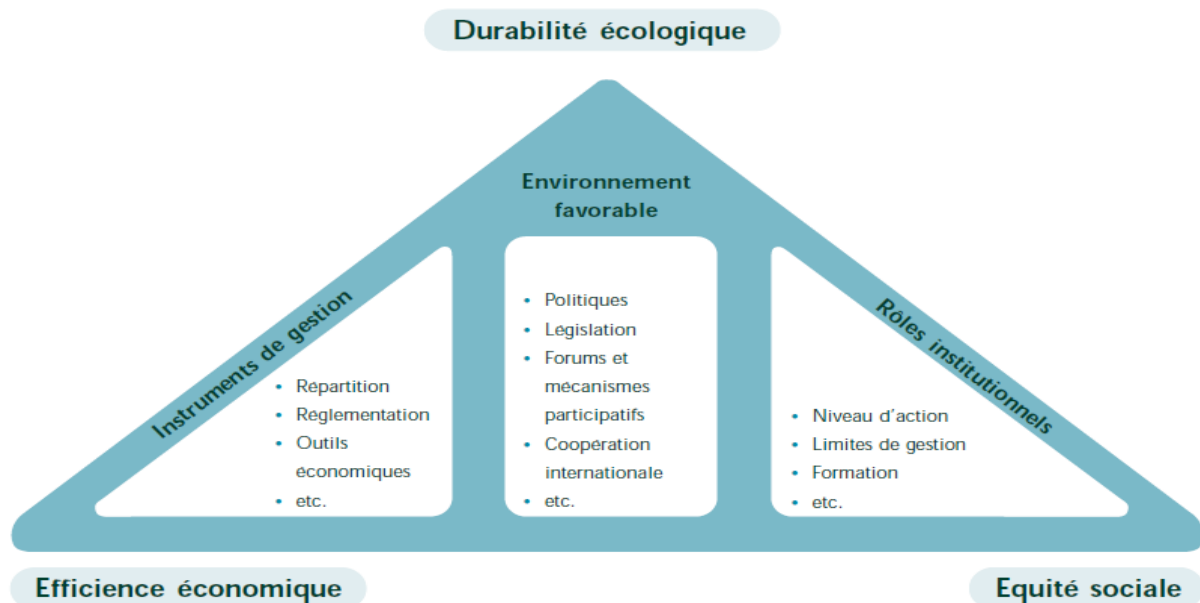 Durabilité écologique
Environnement
favorable
Instruments de gestion
• Répartition
• Réglementation
• Outils
économiques
• etc.
• Politiques
• Législation
• Forums et
mécanismes
participatifs
• Coopération
internationale
• etc.
Rôles institutionnels
• Niveau d'action
• Limites de gestion
• Formation
• etc.
Efficience économique
Equité sociale